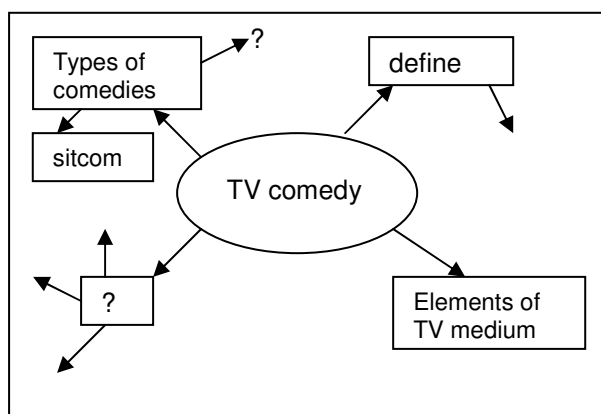 Types of
comedies
?
define
sitcom
TV comedy
?
Elements of
TV medium